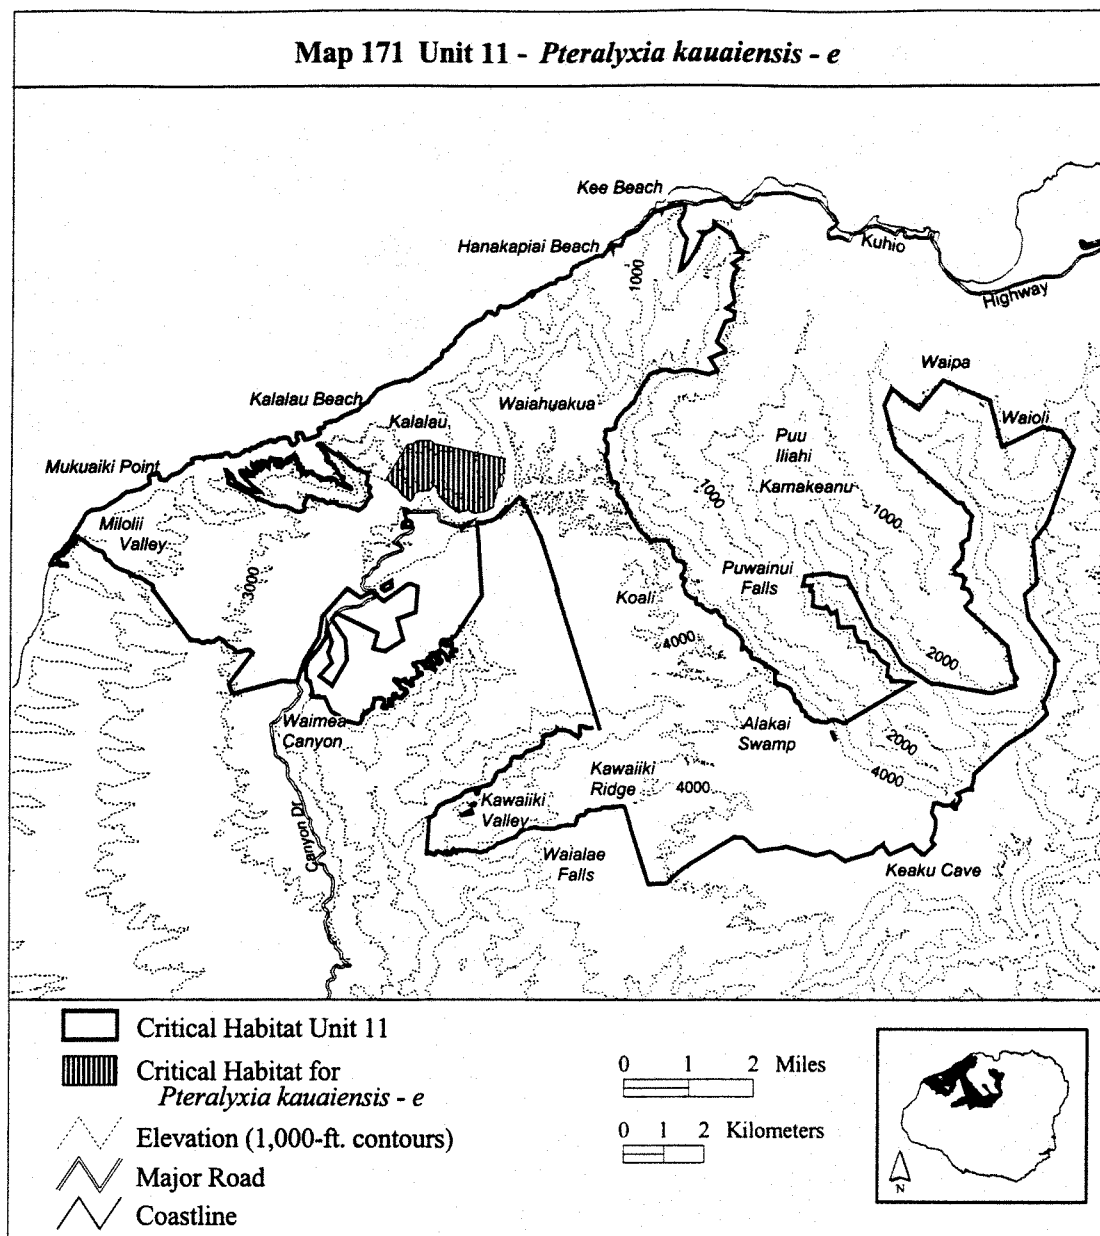 Map 171 Unit 11 - Pteralyxia kauaiensis - e
Kee Beach
Hanakapiai Beach
Kuhio
Highway
1000
Waipa
Kalalau Beach
Waiahuakua
Kalalau
Waioli
Puu
Iliahi
Mukuaiki Point
Kamakeanu
1000
1000
Milolii
Valley
Puwainui
Falls
3000
Koali
4000
2000
Waimea
Canyon
Alakai
Swamp
2000
4000
Kawaiiki
Ridge
4000
Kawaiiki
Valley
Canyon Dr
Waialae
Falls
Keaku Cave
Critical Habitat Unit 11
Critical Habitat for
Pteralyxia kauaiensis - e
Elevation (1,000-ft. contours)
Major Road
Coastline
0 1 2 Miles
0 1 2 Kilometers
N